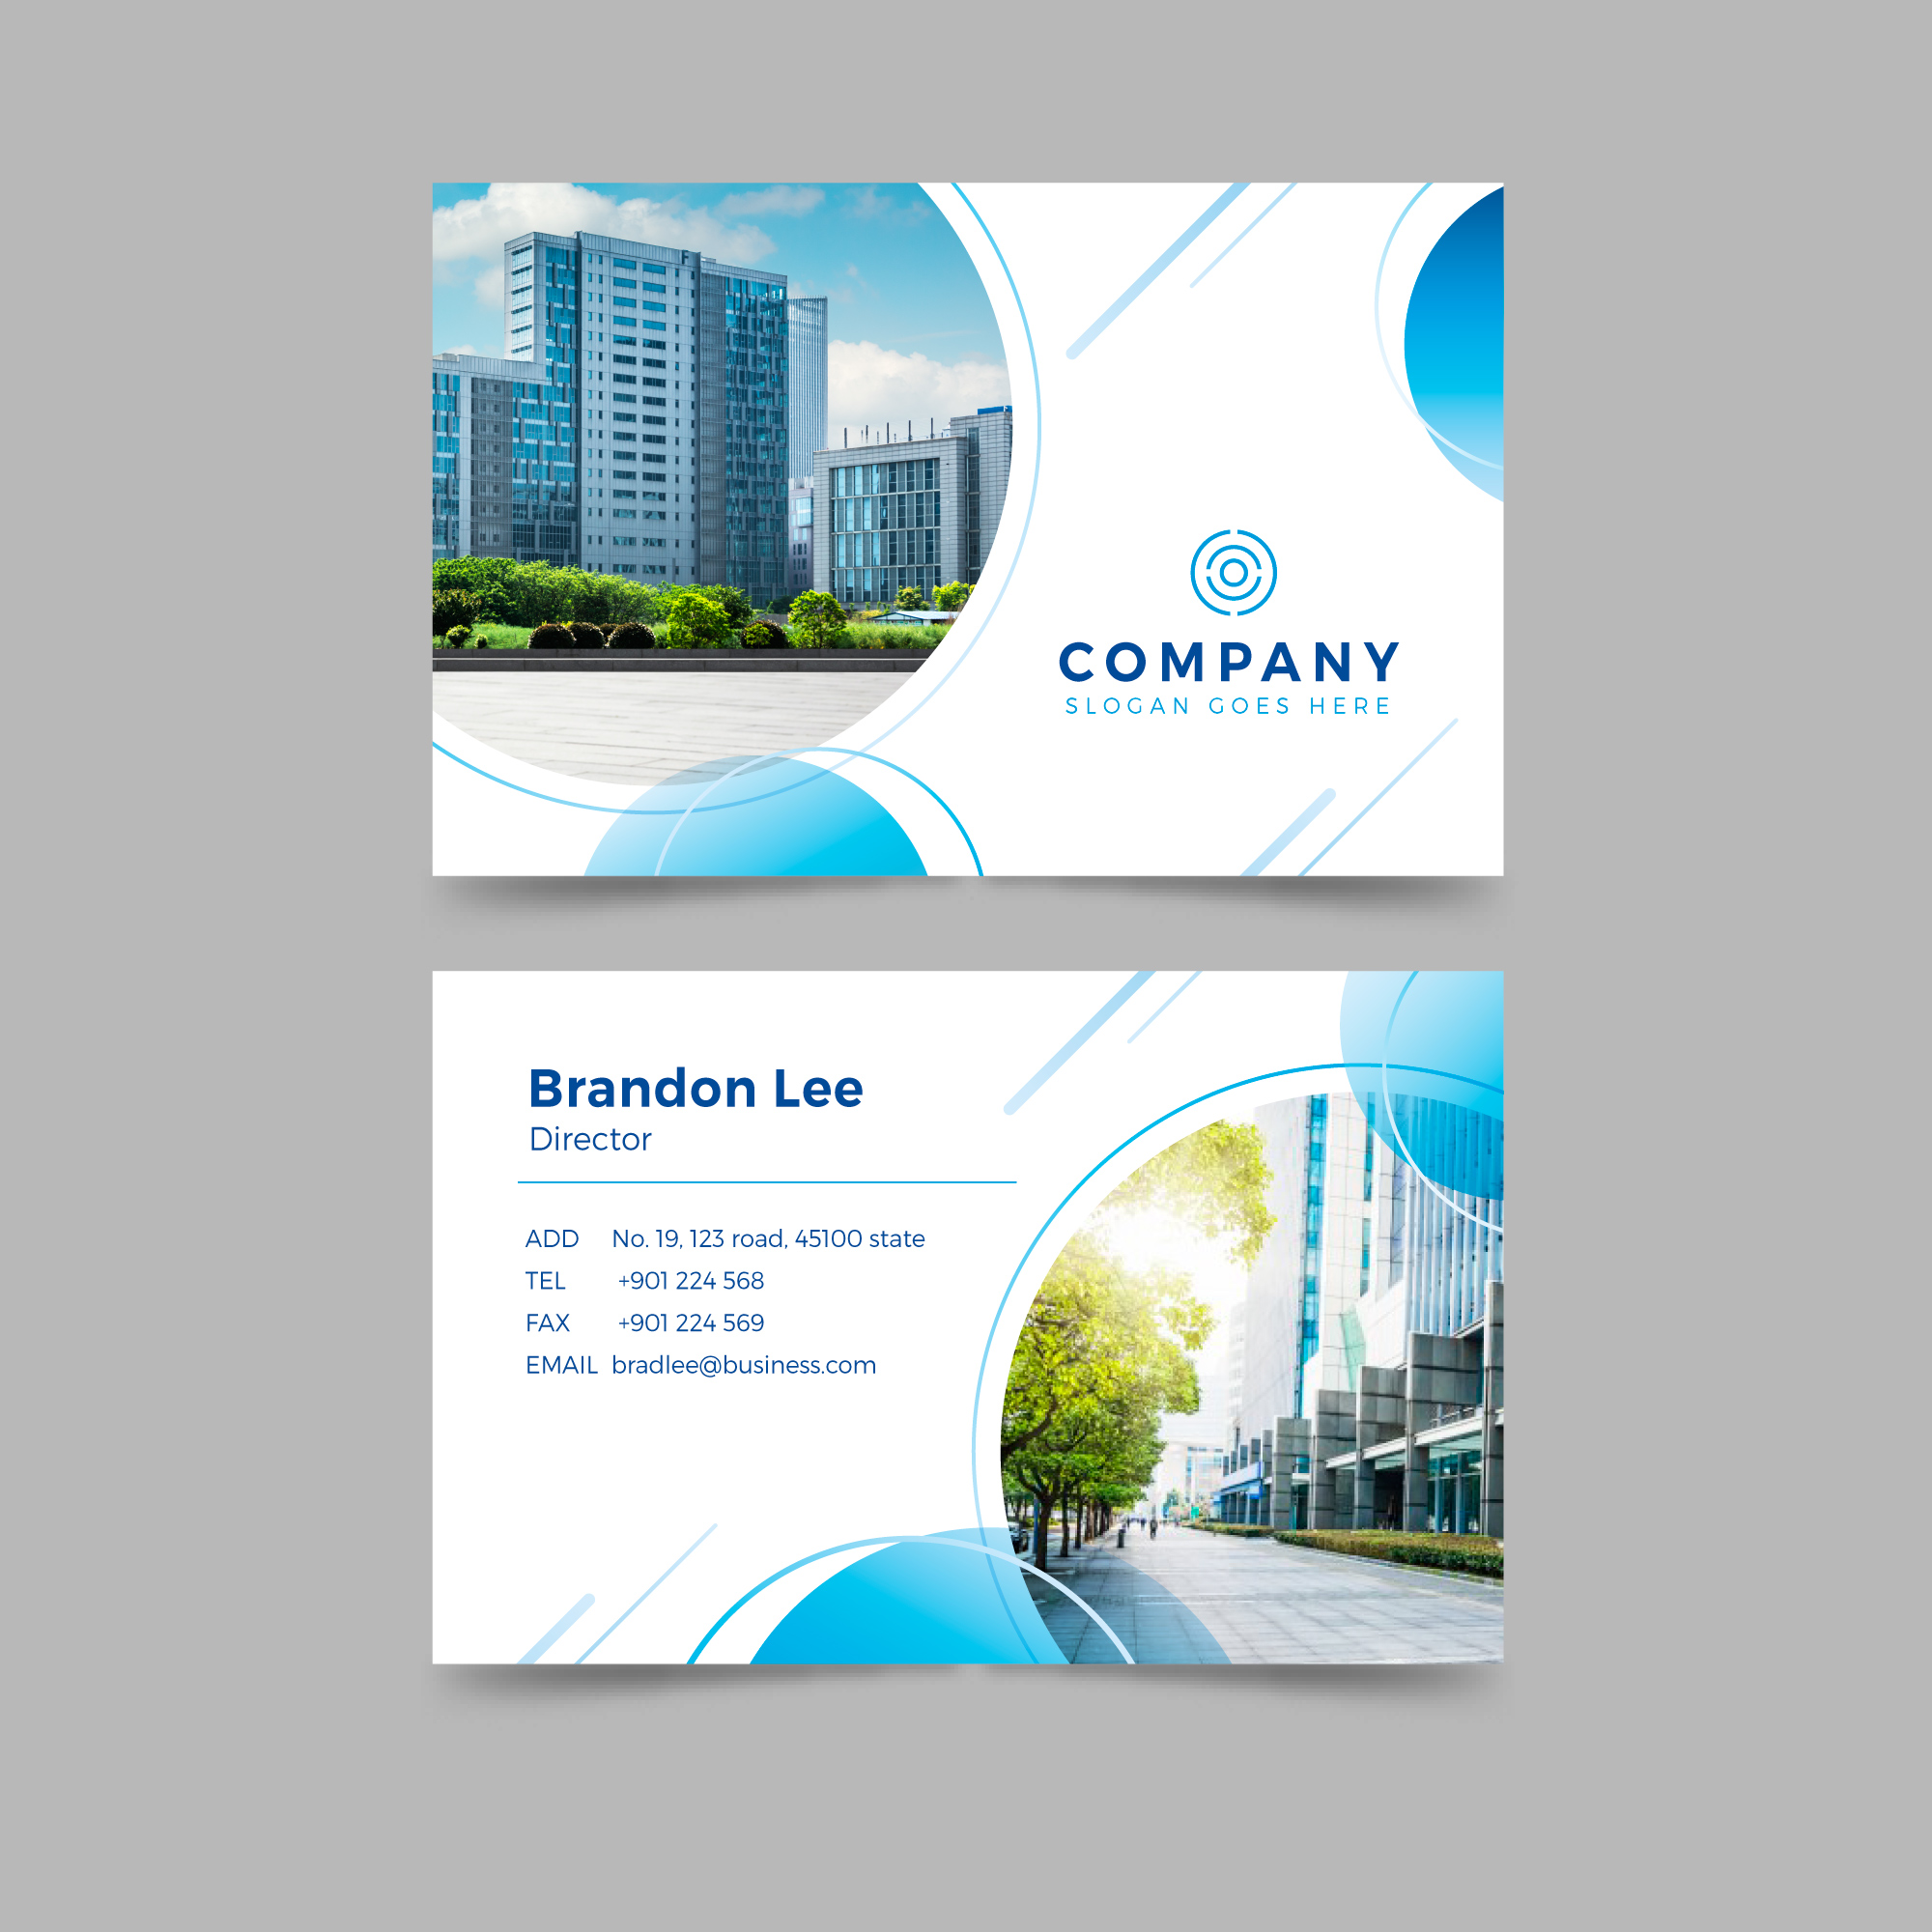 COMPANY
SLOGAN GOES HERE
Brandon Lee
Director
ADD No. 19, 123 road, 45100 state
TEL +901 224 568
FAX +901 224 569
EMAIL bradlee@business.com